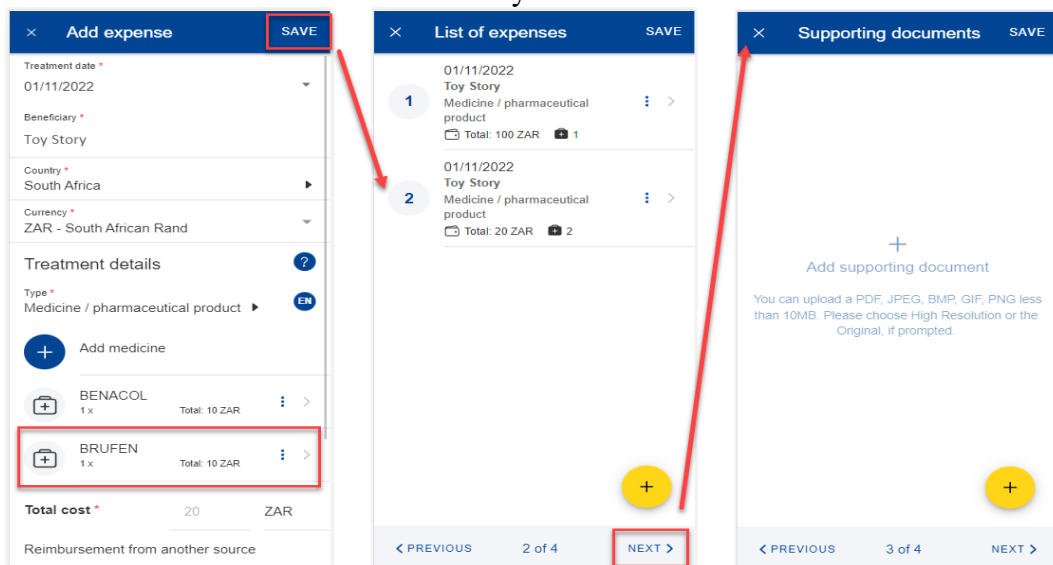 y
× Add expense SAVE
Treatment date *
01/11/2022
Beneficiary *
Toy Story
Country *
South Africa
Currency *
ZAR - South African Rand
Treatment details ?
Type *
Medicine / pharmaceutical product EN
+ Add medicine
BENACOL
1 x Total: 10 ZAR
BRUFEN
1 x Total: 10 ZAR
Total cost * 20 ZAR
Reimbursement from another source
× List of expenses SAVE
01/11/2022
1 Toy Story
Medicine / pharmaceutical
product
Total: 100 ZAR 1
01/11/2022
2 Toy Story
Medicine / pharmaceutical
product
Total: 20 ZAR 2
+
< PREVIOUS 2 of 4 NEXT >
× Supporting documents SAVE
+
Add supporting document
You can upload a PDF, JPEG, BMP, GIF, PNG less
than 10MB. Please choose High Resolution or the
Original, if prompted.
+
< PREVIOUS 3 of 4 NEXT >